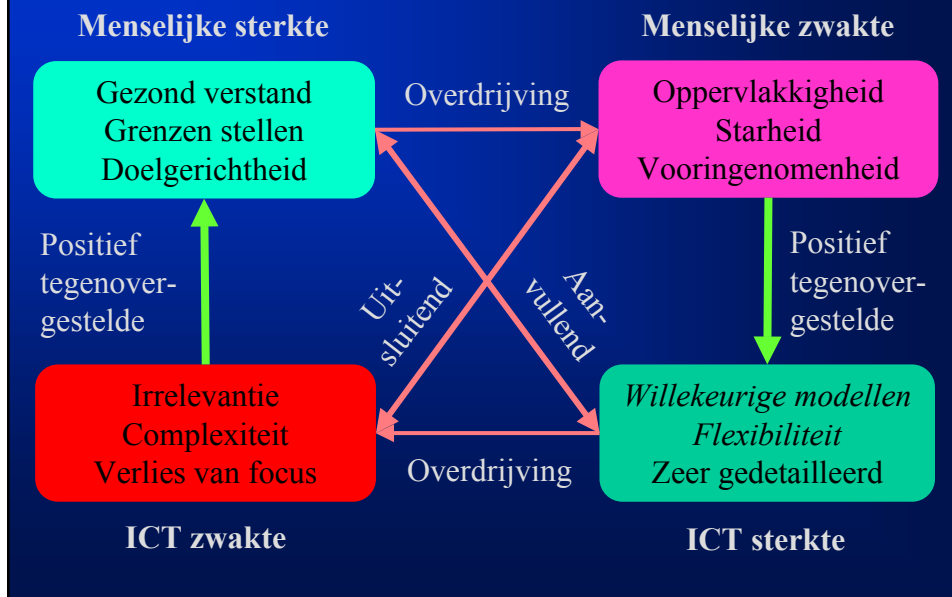 Menselijke sterkte
Menselijke zwakte
Gezond verstand
Grenzen stellen
Doelgerichtheid
Overdrijving
Oppervlakkigheid
Starheid
Vooringenomenheid
Positief
tegenover-
gestelde
Uit-
sluitend
Aan-
vullend
Positief
tegenover-
gestelde
Irrelevantie
Complexiteit
Verlies van focus
Overdrijving
Willekeurige modellen
Flexibiliteit
Zeer gedetailleerd
ICT zwakte
ICT sterkte